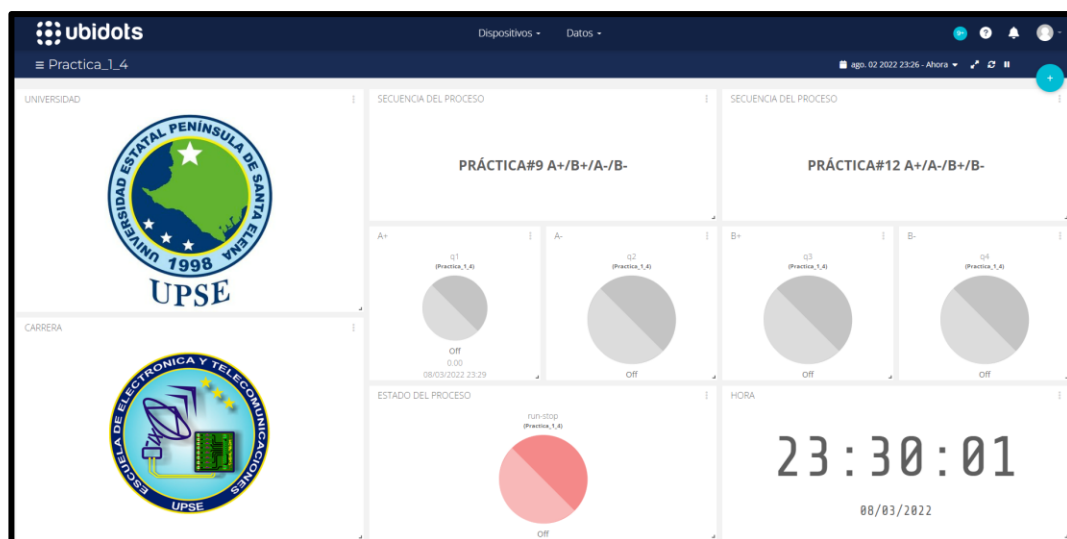 ubidots
Dispositivos
Datos
Practica_1_4
ago. 02 2022 23:26 - Ahora
UNIVERSIDAD
UNIVERSIDAD ESTATAL PENÍNSULA DE SANTA ELENA
1998
UPSE
SECUENCIA DEL PROCESO
PRÁCTICA#9 A+/B+/A-/B-
SECUENCIA DEL PROCESO
PRÁCTICA#12 A+/A-/B+/B-
A+
q1
(Practica_1_4)
Off
0.00
08/03/2022 23:29
A-
q2
(Practica_1_4)
Off
B+
q3
(Practica_1_4)
Off
B-
q4
(Practica_1_4)
Off
CARRERA
ESCUELA DE ELECTRONICA Y TELECOMUNICACIONES
UPSE
ESTADO DEL PROCESO
run-stop
(Practica_1_4)
Off
HORA
23:30:01
08/03/2022